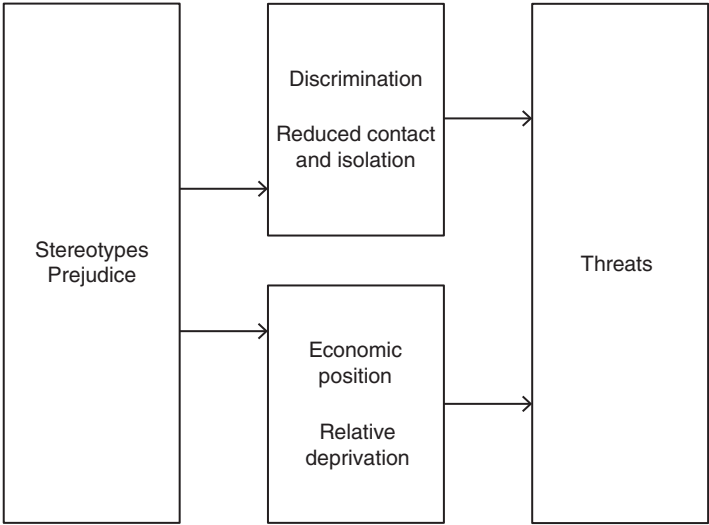 Stereotypes
Prejudice
Discrimination
Reduced contact
and isolation
Economic
position
Relative
deprivation
Threats